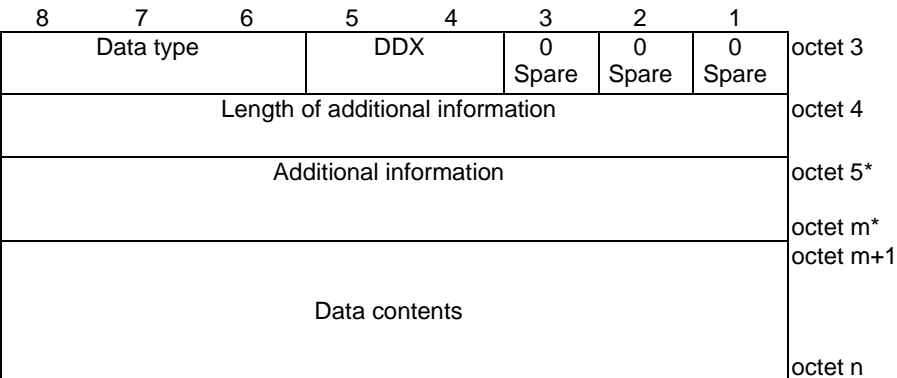 8 7 6 5 4 3 2 1
Data type DDX 0 0 0 octet 3
Spare Spare Spare
Length of additional information octet 4
Additional information octet 5*
octet m*
octet m+1
Data contents
octet n